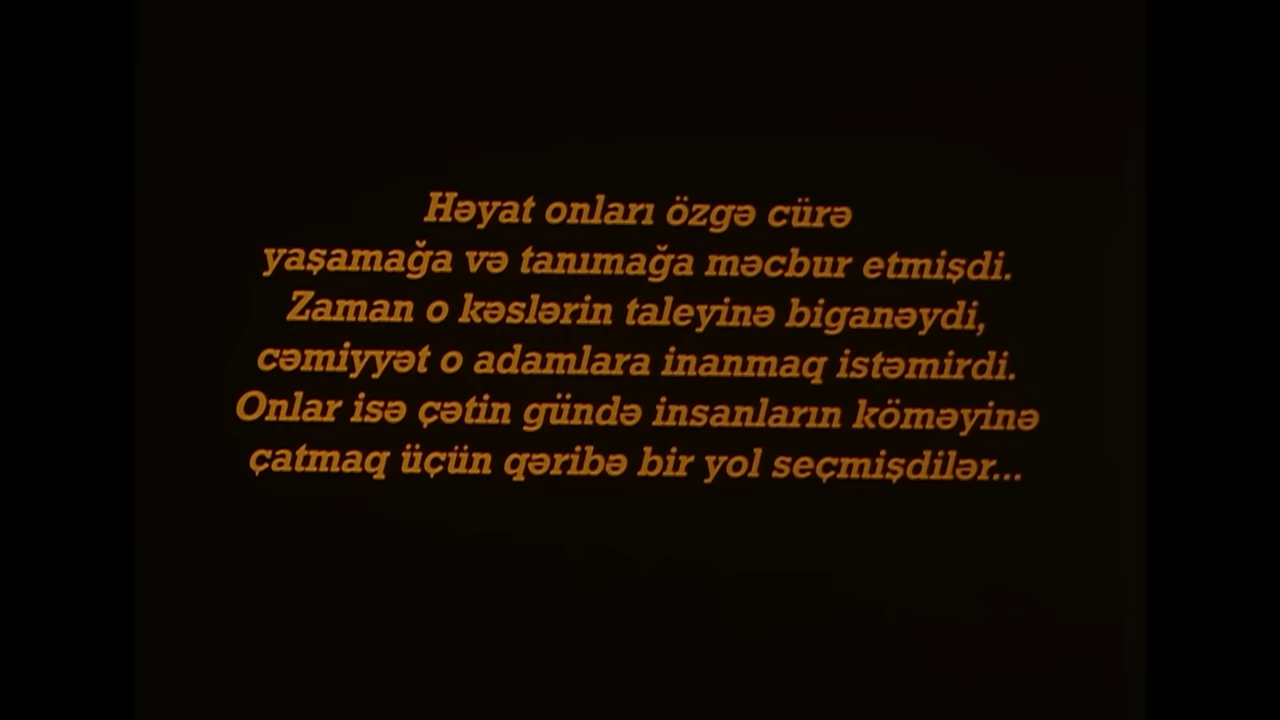 Həyat onları özgə cürə
yaşamağa və tanımağa məcbur etmişdi.
Zaman o kəslərin taleyinə biganəydi,
cəmiyyət o adamlara inanmaq istəmirdi.
Onlar isə çətin gündə insanların köməyinə
çatmaq üçün qəribə bir yol seçmişdilər...